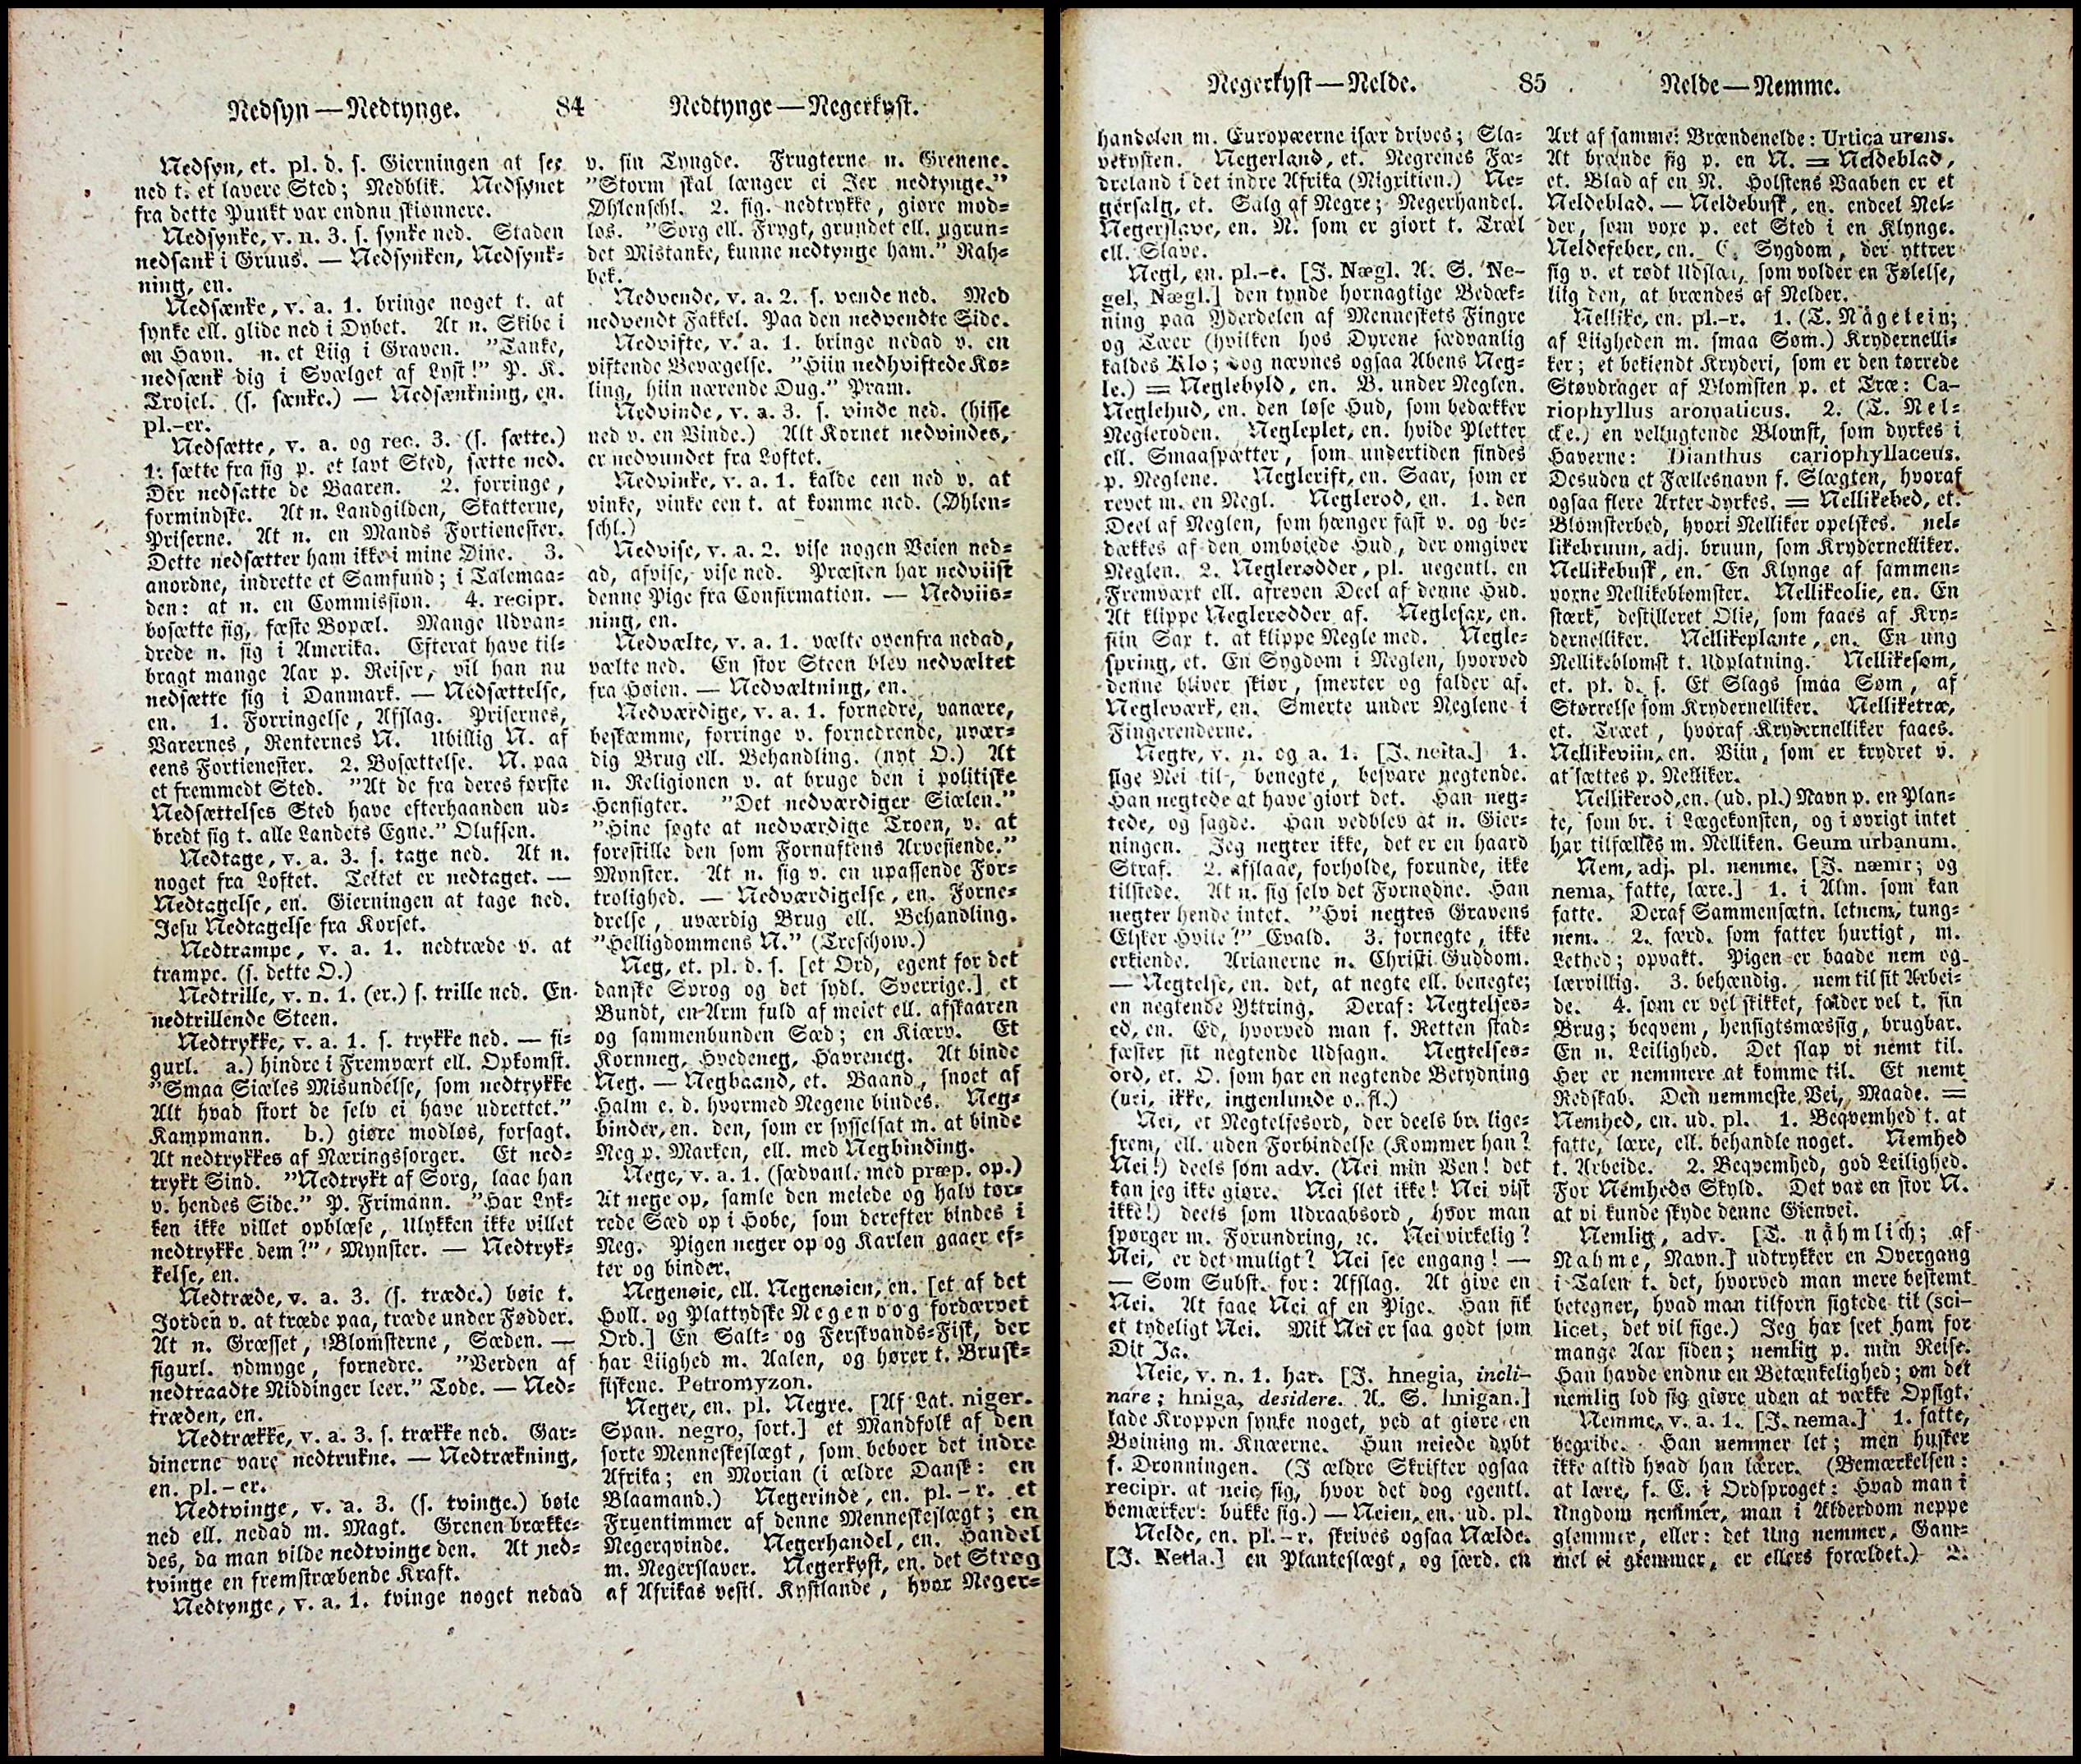 Nedsyn — Nedtynge. 84 Nedtynge — Negerkyst.
Nedsyn, et. pl. d. s. Gierningen at see
ned t. et lavere Sted; Nedblik. Nedsynet
fra dette Punkt var endnu skiønnere.
Nedsynke, v. n. 3. s. synke ned. Staden
nedsank i Gruus. — Nedsynken, Nedsynk-
ning, en.
Nedsænke, v. a. 1. bringe noget t. at
synke ell. glide ned i Dybet. At n. Skibe i
en Havn. n. et Liig i Graven. "Tanke,
nedsænk dig i Svælget af Lyst!" P. K.
Trojel. (s. sænke.) — Nedsænkning, en.
pl.-er.
Nedsætte, v. a. og rec. 3. (s. sætte.)
1. sætte fra sig p. et lavt Sted, sætte ned.
Der nedsatte de Baaren. 2. forringe,
formindske. At n. Landgilden, Skatterne,
Priserne. At n. en Mands Fortienester.
Dette nedsætter ham ikke i mine Øine. 3.
anordne, indrette et Samfund; i Talemaa-
den: at n. en Commission. 4. recipr.
bosætte sig, fæste Bopæl. Mange Udvan-
drede n. sig i Amerika. Efterat have til-
bragt mange Aar p. Reiser, vil han nu
nedsætte sig i Danmark. — Nedsættelse,
en. 1. Forringelse, Afslag. Prisernes,
Varernes, Renternes N. Ubillig N. af
eens Fortienester. 2. Bosættelse. N. paa
et fremmedt Sted. "At de fra deres første
Nedsættelses Sted have efterhaanden ud-
bredt sig t. alle Landets Egne." Olufsen.
Nedtage, v. a. 3. s. tage ned. At n.
noget fra Loftet. Teltet er nedtaget. —
Nedtagelse, en. Gierningen at tage ned.
Jesu Nedtagelse fra Korset.
Nedtrampe, v. a. 1. nedtræde v. at
trampe. (s. dette O.)
Nedtrille, v. n. 1. (er.) s. trille ned. En
nedtrillende Steen.
Nedtrykke, v. a. 1. s. trykke ned. — fi-
gurl. a.) hindre i Fremvæxt ell. Opkomst.
"Smaa Siæles Misundelse, som nedtrykke
Alt hvad stort de selv ei have udrettet."
Kampmann. b.) giøre modløs, forsagt.
At nedtrykkes af Næringssorger. Et ned-
trykt Sind. "Nedtrykt af Sorg, laae han
v. hendes Side." P. Frimann. "Har Lyk-
ken ikke villet opblæse, Ulykken ikke villet
nedtrykke dem?" Mynster. — Nedtryk-
kelse, en.
Nedtræde, v. a. 3. (s. træde.) bøie t.
Jorden v. at træde paa, træde under Fødder.
At n. Græsset, Blomsterne, Sæden. —
figurl. ydmyge, fornedre. "Verden af
nedtraadte Niddinger leer." Tode. — Ned-
træden, en.
Nedtrække, v. a. 3. s. trække ned. Gar-
dinerne vare nedtrukne. — Nedtrækning,
en. pl.-er.
Nedtvinge, v. a. 3. (s. tvinge.) bøie
ned ell. nedad m. Magt. Grenen brække-
des, da man vilde nedtvinge den. At ned-
tvinge en fremstræbende Kraft.
Nedtynge, v. a. 1. tvinge noget nedad
v. sin Tyngde. Frugterne n. Grenene.
"Storm skal længer ei Jer nedtynge."
Øhlenschl. 2. fig. nedtrykke, giøre mod-
løs. "Sorg ell. Frygt, grundet ell. ugrun-
det Mistanke, kunne nedtynge ham." Rah-
bek.
Nedvende, v. a. 2. s. vende ned. Med
nedvendt Fakkel. Paa den nedvendte Side.
Nedvifte, v. a. 1. bringe nedad v. en
viftende Bevægelse. "Hiin nedhviftede Kø-
ling, hiin nærende Dug." Pram.
Nedvinde, v. a. 3. s. vinde ned. (hisse
ned v. en Vinde.) Alt Kornet nedvindes,
er nedvundet fra Loftet.
Nedvinke, v. a. 1. kalde een ned v. at
vinke, vinke een t. at komme ned. (Øhlen-
schl.)
Nedvise, v. a. 2. vise nogen Veien ned-
ad, afvise, vise ned. Præsten har nedviist
denne Pige fra Confirmation. — Nedviis-
ning, en.
Nedvælte, v. a. 1. vælte ovenfra nedad,
vælte ned. En stor Steen blev nedvæltet
fra Høien. — Nedvæltning, en.
Nedværdige, v. a. 1. fornedre, vanære,
beskæmme, forringe v. fornedrende, uvær-
dig Brug ell. Behandling. (nyt O.) At
n. Religionen v. at bruge den i politiske
Hensigter. "Det nedværdiger Siælen."
"Hine søgte at nedværdige Troen, v. at
forestille den som Fornuftens Arvefiende."
Mynster. At n. sig v. en upassende For-
trolighed. — Nedværdigelse, en. Forne-
drelse, uværdig Brug ell. Behandling.
"Helligdommens N." (Treschow.)
Neg, et. pl. d. s. [et Ord, egent for det
danske Sprog og det sydl. Sverrige.] et
Bundt, en Arm fuld af meiet ell. afskaaren
og sammenbunden Sæd; en Kiærv. Et
Kornneg, Hvedeneg, Havreneg. At binde
Neg. — Negbaand, et. Baand, snoet af
Halm e. d. hvormed Negene bindes. Neg-
binder, en. den, som er sysselsat m. at binde
Neg p. Marken, ell. med Negbinding.
Nege, v. a. 1. (sædvanl. med præp. op.)
At nege op, samle den meiede og halv tør-
rede Sæd op i Hobe, som derefter bindes i
Neg. Pigen neger op og Karlen gaaer ef-
ter og binder.
Negenøie, ell. Negenøien, en. [et af det
Holl. og Plattydske Negenoog fordærvet
Ord.] En Salt- og Ferskvands-Fisk, der
har Liighed m. Aalen, og hører t. Brusk-
fiskene. Petromyzon.
Neger, en. pl. Negre. [Af Lat. niger.
Span. negro, sort.] et Mandfolk af den
sorte Menneskeslægt, som beboer det indre
Afrika; en Morian (i ældre Dansk: en
Blaamand.) Negerinde, en. pl.-r. et
Fruentimmer af denne Menneskeslægt; en
Negerqvinde. Negerhandel, en. Handel
m. Negerslaver. Negerkyst, en. det Strøg
af Afrikas vestl. Kystlande, hvor Neger-
Negerkyst — Nelde. 85 Nelde — Nemme.
handelen m. Europæerne især drives; Sla-
vekysten. Negerland, et. Negrenes Fæ-
dreland i det indre Afrika (Nigritien.) Ne-
gersalg, et. Salg af Negre; Negerhandel.
Negerslave, en. N. som er giort t. Træl
ell. Slave.
Negl, en. pl.-e. [J. Nægl. A. S. Ne-
gel, Nægl.] den tynde hornagtige Bedæk-
ning paa Yderdelen af Menneskets Fingre
og Tæer (hvilken hos Dyrene sædvanlig
kaldes Klo; dog nævnes ogsaa Abens Neg-
le.) = Neglebyld, en. B. under Neglen.
Neglehud, en. den løse Hud, som bedækker
Negleroden. Negleplet, en. hvide Pletter
ell. Smaaspætter, som undertiden findes
p. Neglene. Neglerift, en. Saar, som er
revet m. en Negl. Neglerod, en. 1. den
Deel af Neglen, som hænger fast v. og be-
dækkes af den ombøiede Hud, der omgiver
Neglen. 2. Neglerødder, pl. uegentl. en
Fremvæxt ell. afreven Deel af denne Hud.
At klippe Neglerødder af. Neglesax, en.
fiin Sax t. at klippe Negle med. Negle-
spring, et. En Sygdom i Neglen, hvorved
denne bliver skiør, smerter og falder af.
Negleværk, en. Smerte under Neglene i
Fingerenderne.
Negte, v. n. og a. 1. [J. neita.] 1.
sige Nei til, benegte, besvare negtende.
Han negtede at have giort det. Han neg-
tede, og sagde. Han vedblev at n. Gier-
ningen. Jeg negter ikke, det er en haard
Straf. 2. afslaae, forholde, forunde, ikke
tilstede. At n. sig selv det Fornødne. Han
negter hende intet. "Hvi negtes Gravens
Elsker Hvile?" Evald. 3. fornegte, ikke
erkiende. Arianerne n. Christi Guddom.
— Negtelse, en. det, at negte ell. benegte;
en negtende Yttring. Deraf: Negtelses-
ed, en. Ed, hvorved man f. Retten stad-
fæster sit negtende Udsagn. Negtelses-
ord, et. O. som har en negtende Betydning
(nei, ikke, ingenlunde o. fl.)
Nei, et Negtelsesord, der deels br. lige-
frem, ell. uden Forbindelse (Kommer han?
Nei!) deels som adv. (Nei min Ven! det
kan jeg ikke giøre. Nei slet ikke! Nei vist
ikke!) deels som Udraabsord, hvor man
spørger m. Forundring, ꝛc. Nei virkelig?
Nei, er det muligt? Nei see engang! —
— Som Subst. for: Afslag. At give en
Nei. At faae Nei af en Pige. Han fik
et tydeligt Nei. Mit Nei er saa godt som
Dit Ja.
Neie, v. n. 1. har. [J. hnegia, incli-
nare; hniga, desidere. A. S. hnigan.]
lade Kroppen synke noget, ved at giøre en
Bøining m. Knæerne. Hun neiede dybt
f. Dronningen. (I ældre Skrifter ogsaa
recipr. at neie sig, hvor det dog egentl.
bemærker: bukke sig.) — Neien, en. ud. pl.
Nelde, en. pl.-r. skrives ogsaa Nælde.
[J. Netla.] en Planteslægt, og særd. en
Art af samme: Brændenelde: Urtica urens.
At brænde sig p. en N. = Neldeblad,
et. Blad af en N. Holstens Vaaben er et
Neldeblad. — Neldebusk, en. endeel Nel-
der, som voxe p. eet Sted i en Klynge.
Neldefeber, en. Sygdom, der yttrer
sig v. et rødt Udslæt, som volder en Følelse,
liig den, at brændes af Nelder.
Nellike, en. pl.-r. 1. (T. Nägelein;
af Liigheden m. smaa Søm.) Krydernelli-
ker; et bekiendt Kryderi, som er den tørrede
Støvdrager af Blomsten p. et Træ: Ca-
riophyllus aromaticus. 2. (T. Nel-
cke.) en vellugtende Blomst, som dyrkes i
Haverne: Dianthus cariophyllaceus.
Desuden et Fællesnavn f. Slægten, hvoraf
ogsaa flere Arter dyrkes. = Nellikebed, et.
Blomsterbed, hvori Nelliker opelskes. nel-
likebruun, adj. bruun, som Krydernelliker.
Nellikebusk, en. En Klynge af sammen-
voxne Nellikeblomster. Nellikeolie, en. En
stærk, destilleret Olie, som faaes af Kry-
dernelliker. Nellikeplante, en. En ung
Nellikeblomst t. Udplatning. Nellikesøm,
et. pl. d. s. Et Slags smaa Søm, af
Størrelse som Krydernelliker. Nelliketræ,
et. Træet, hvoraf Krydernelliker faaes.
Nellikeviin, en. Viin, som er krydret v.
at sættes p. Nelliker.
Nellikerod, en. (ud. pl.) Navn p. en Plan-
te, som br. i Lægekonsten, og i øvrigt intet
har tilfælles m. Nelliken. Geum urbanum.
Nem, adj. pl. nemme. [J. næmr; og
nema, fatte, lære.] 1. i Alm. som kan
fatte. Deraf Sammensætn. letnem, tung-
nem. 2. særd. som fatter hurtigt, m.
Lethed; opvakt. Pigen er baade nem og
lærvillig. 3. behændig. nem til sit Arbei-
de. 4. som er vel skikket, falder vel t. sin
Brug; beqvem, hensigtsmæssig, brugbar.
En n. Leilighed. Det slap vi nemt til.
Her er nemmere at komme til. Et nemt
Redskab. Den nemmeste Vei, Maade. =
Nemhed, en. ud. pl. 1. Beqvemhed t. at
fatte, lære, ell. behandle noget. Nemhed
t. Arbeide. 2. Beqvemhed, god Leilighed.
For Nemheds Skyld. Det var en stor N.
at vi kunde skyde denne Gienvei.
Nemlig, adv. [T. nähmlich; af
Nahme, Navn.] udtrykker en Overgang
i Talen t. det, hvorved man mere bestemt
betegner, hvad man tilforn sigtede til (sci-
licet, det vil sige.) Jeg har seet ham for
mange Aar siden; nemlig p. min Reise.
Han havde endnu en Betænkelighed; om det
nemlig lod sig giøre uden at vække Opsigt.
Nemme, v. a. 1. [J. nema.] 1. fatte,
begribe. Han nemmer let; men husker
ikke altid hvad han lærer. (Bemærkelsen:
at lære, f. E. i Ordsproget: Hvad man i
Ungdom nemmer, man i Alderdom neppe
glemmer, eller: det Ung nemmer, Gam-
mel ei glemmer, er ellers forældet.) 2.